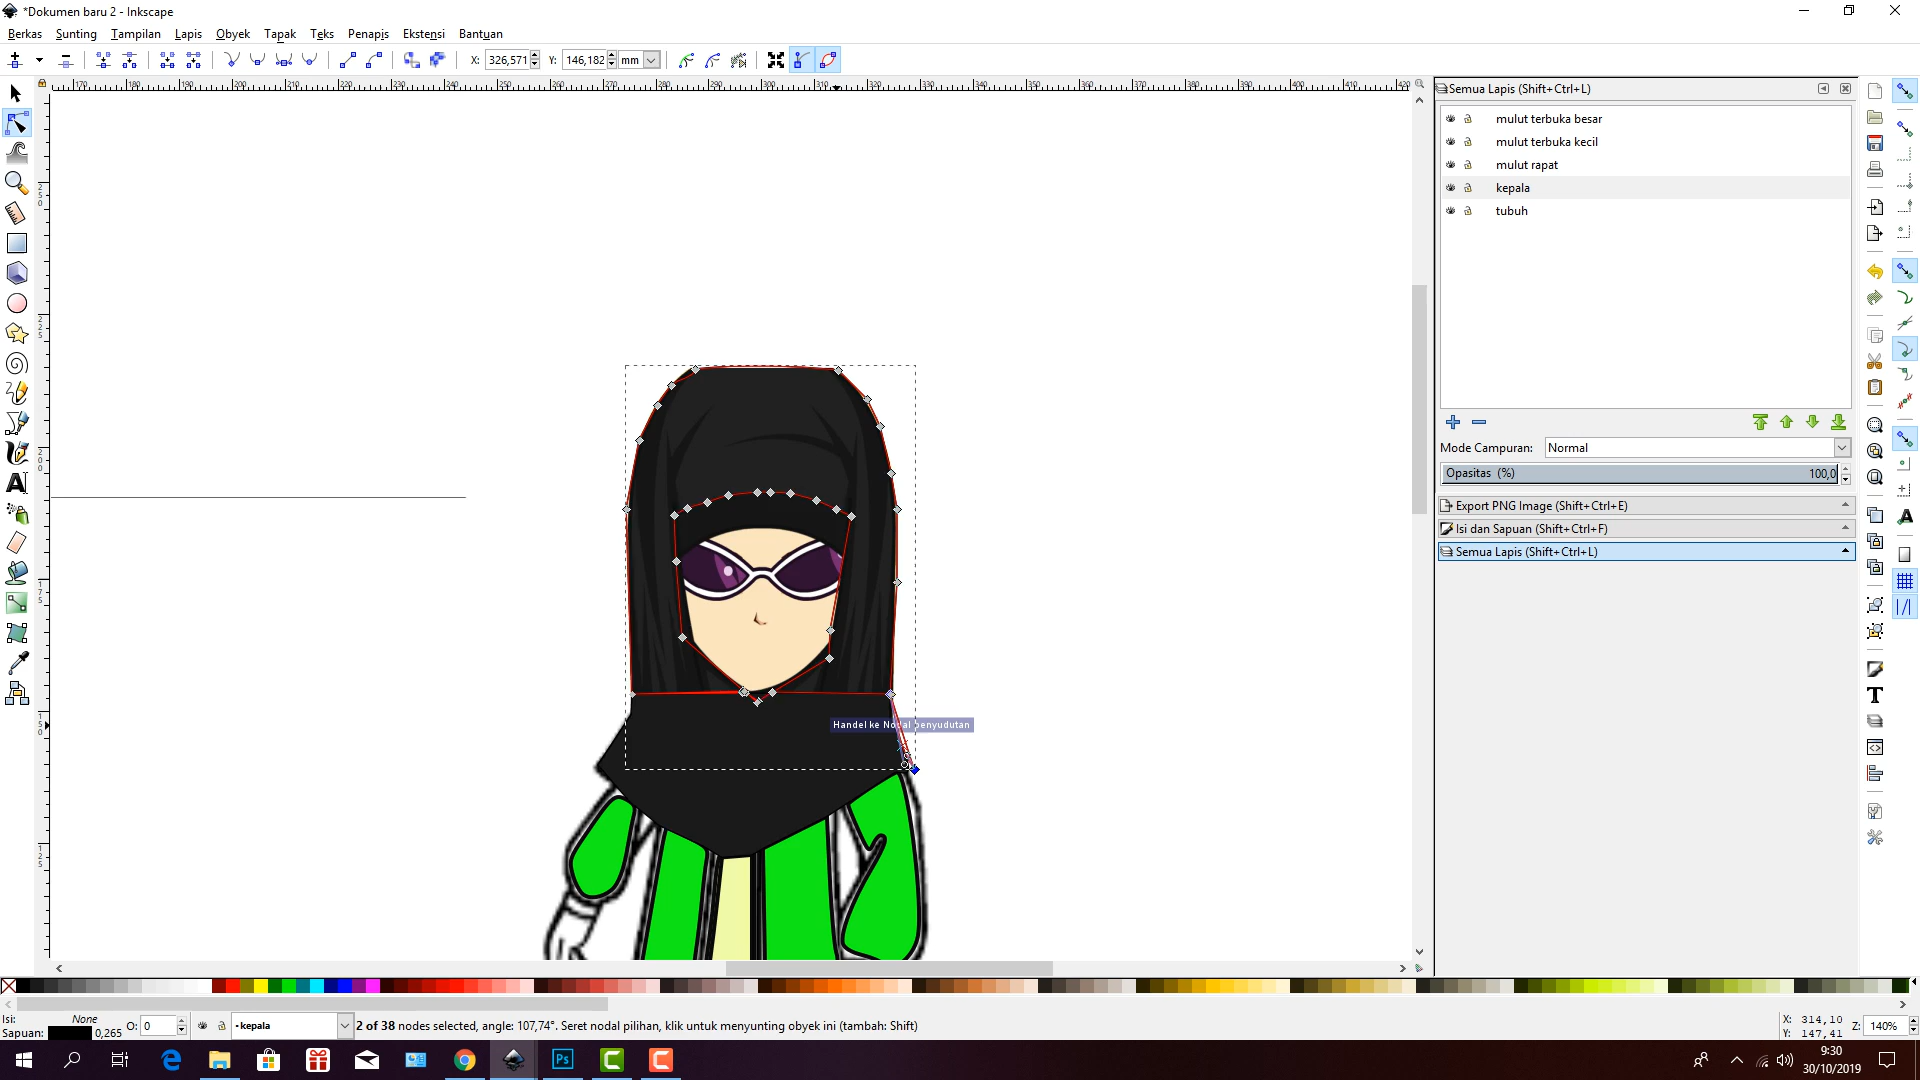 *Dokumen baru 2 - Inkscape
Berkas Sunting Tampilan Lapis Obyek Tapak Teks Penapis Ekstensi Bantuan
X: 326,571 Y: 146,182 mm
Semua Lapis (Shift+Ctrl+L)
mulut terbuka besar
mulut terbuka kecil
mulut rapat
kepala
tubuh
Mode Campuran: Normal
Opasitas (%) 100,0
Export PNG Image (Shift+Ctrl+E)
Isi dan Sapuan (Shift+Ctrl+F)
Semua Lapis (Shift+Ctrl+L)
Handel ke Nodal penyudutan
Isi: None
Sapuan: 0,265 O: 0 -kepala 2 of 38 nodes selected, angle: 107,74°. Seret nodal pilihan, klik untuk menyunting obyek ini (tambah: Shift)
X: 314,10
Y: 147,41
Z: 140%
9:30
30/10/2019